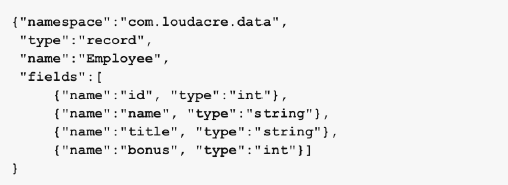 {"namespace":"com.loudacre.data",
"type":"record",
"name":"Employee",
"fields":[
{"name":"id", "type":"int"},
{"name":"name", "type":"string"},
{"name":"title", "type":"string"},
{"name":"bonus", "type":"int"}]
}